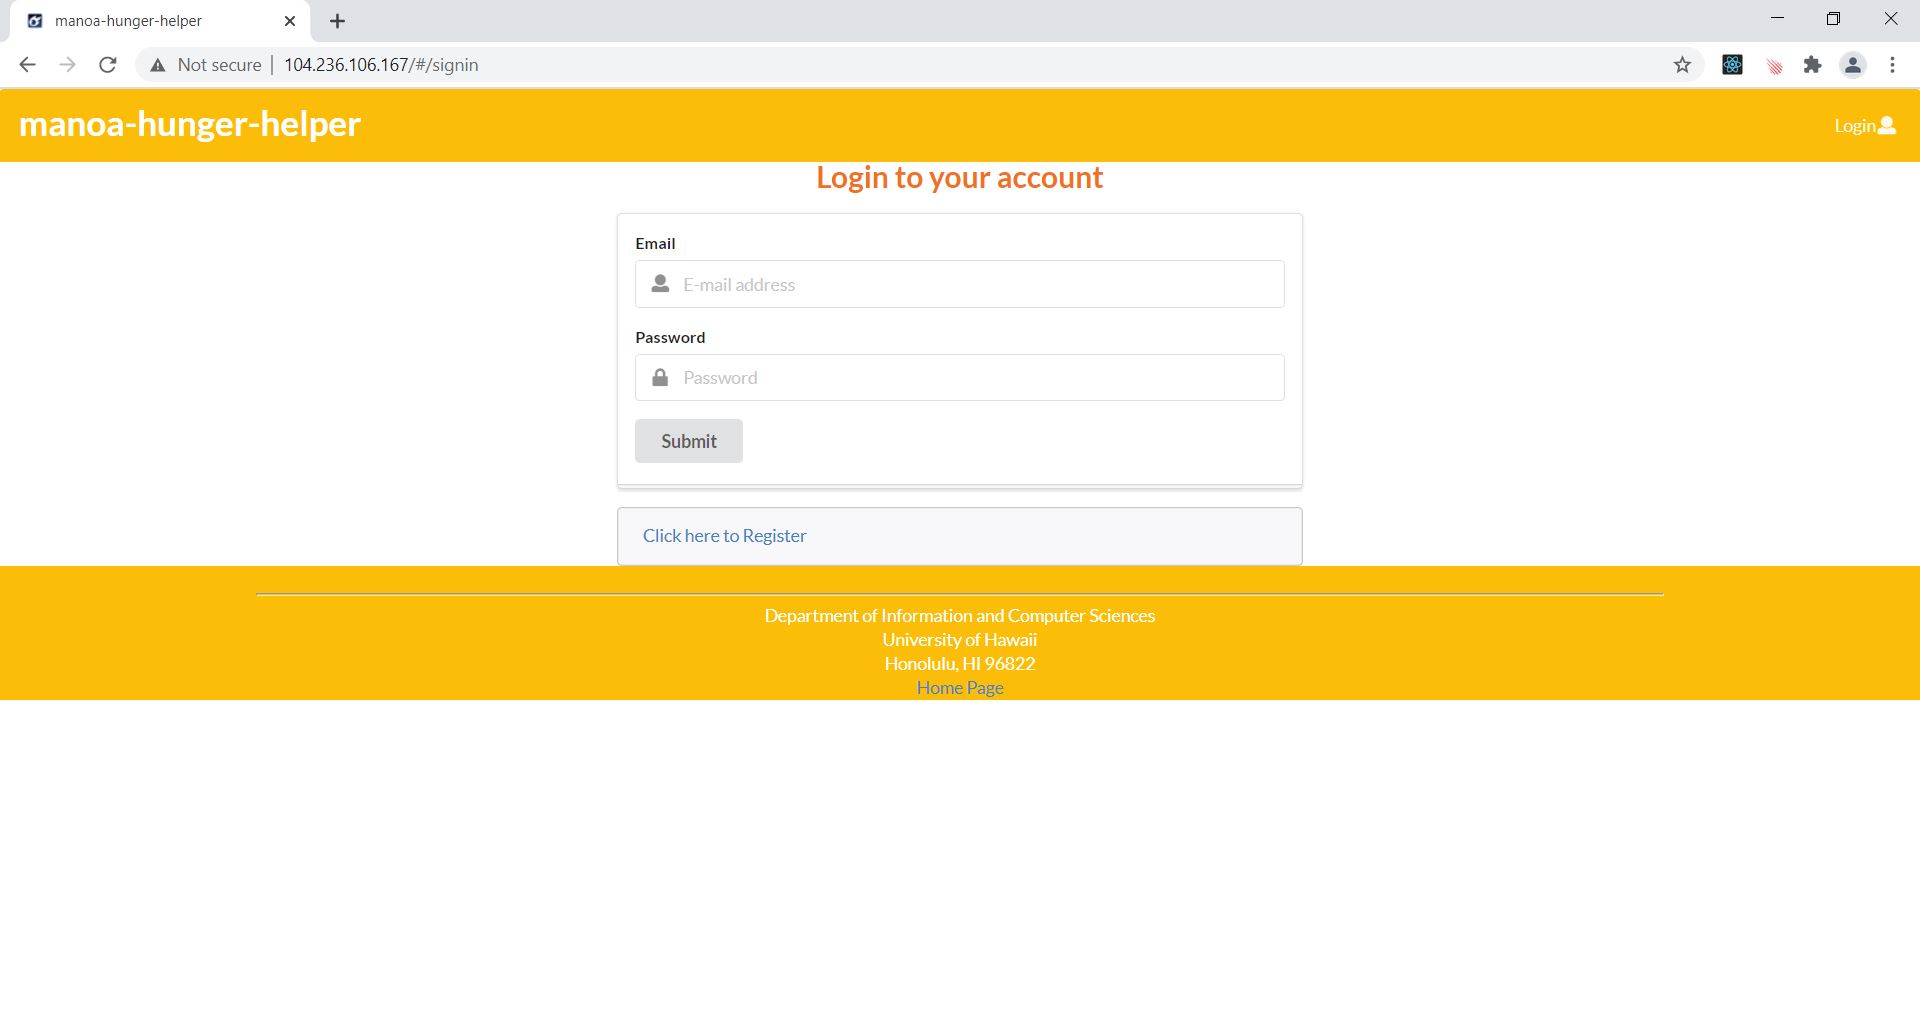 manoa-hunger-helper
Not secure 104.236.106.167/#/signin
manoa-hunger-helper
Login
Login to your account
Email
E-mail address
Password
Password
Submit
Click here to Register
Department of Information and Computer Sciences
University of Hawaii
Honolulu, HI 96822
Home Page